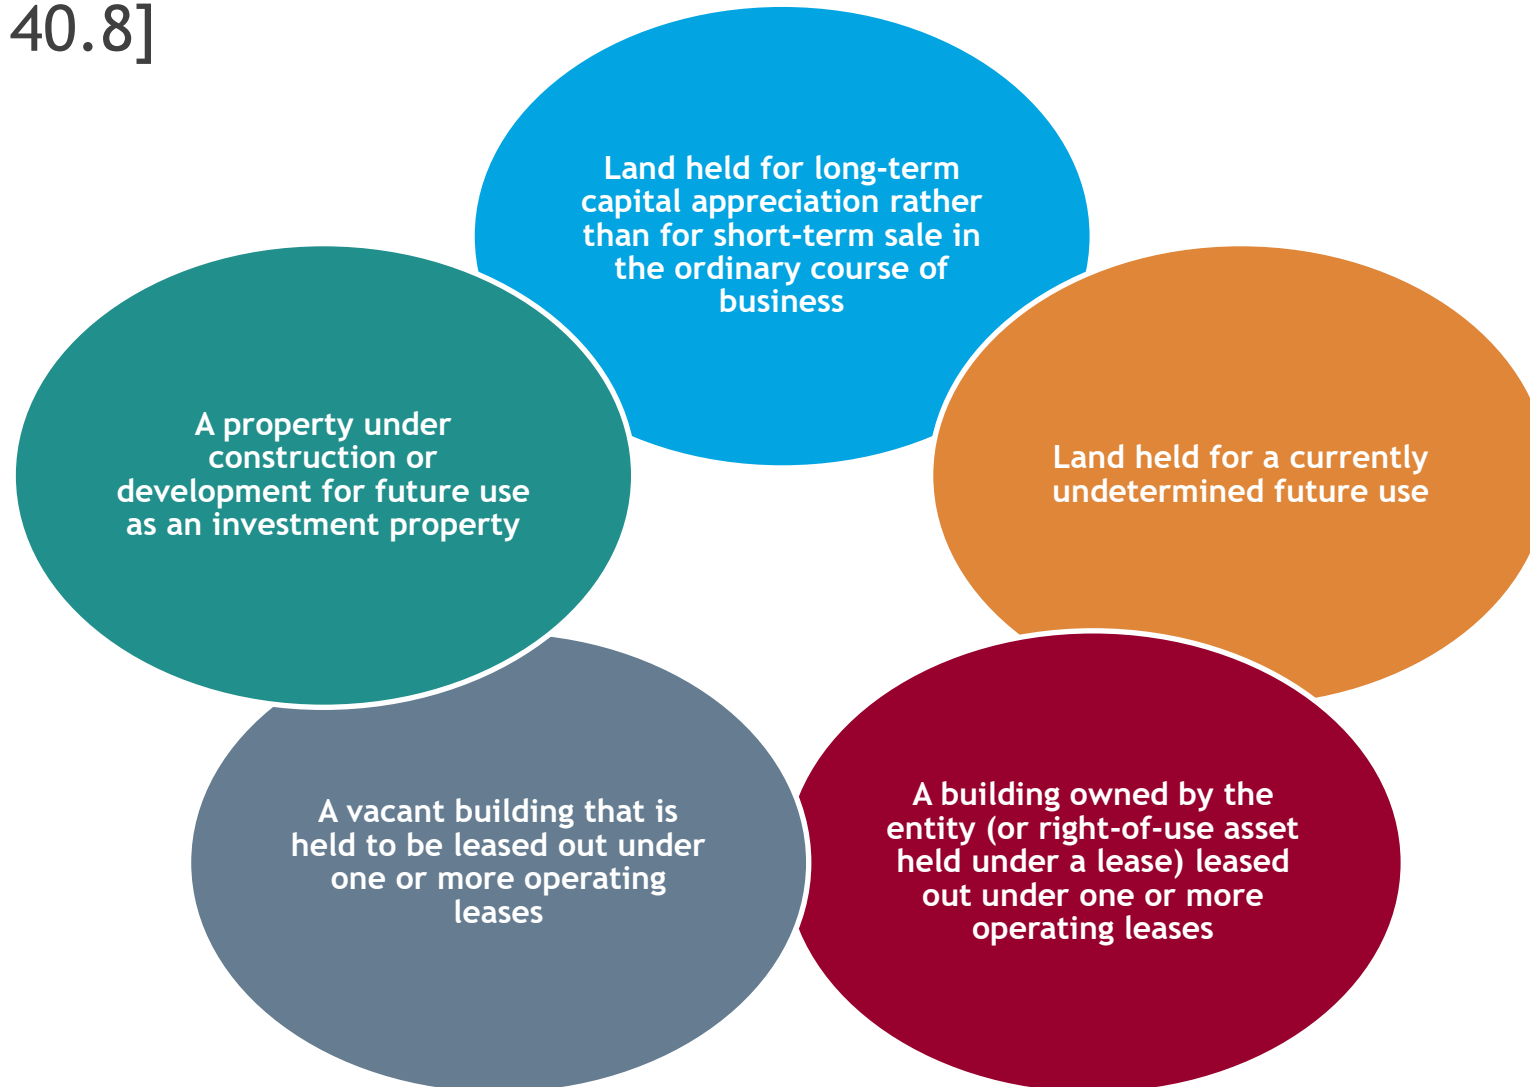 40.8]
Land held for long-term
capital appreciation rather
than for short-term sale in
the ordinary course of
business
Land held for a currently
undetermined future use
A building owned by the
entity (or right-of-use asset
held under a lease) leased
out under one or more
operating leases
A vacant building that is
held to be leased out under
one or more operating
leases
A property under
construction or
development for future use
as an investment property